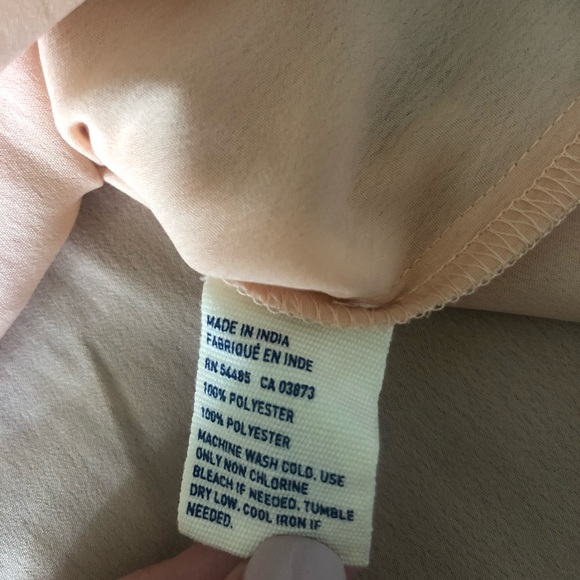 MADE IN INDIA
FABRIQUÉ EN INDE
RN 54485 CA 03873
100% POLYESTER
100% POLYESTER
MACHINE WASH COLD. USE
ONLY NON CHLORINE
BLEACH IF NEEDED. TUMBLE
DRY LOW. COOL IRON IF
NEEDED.